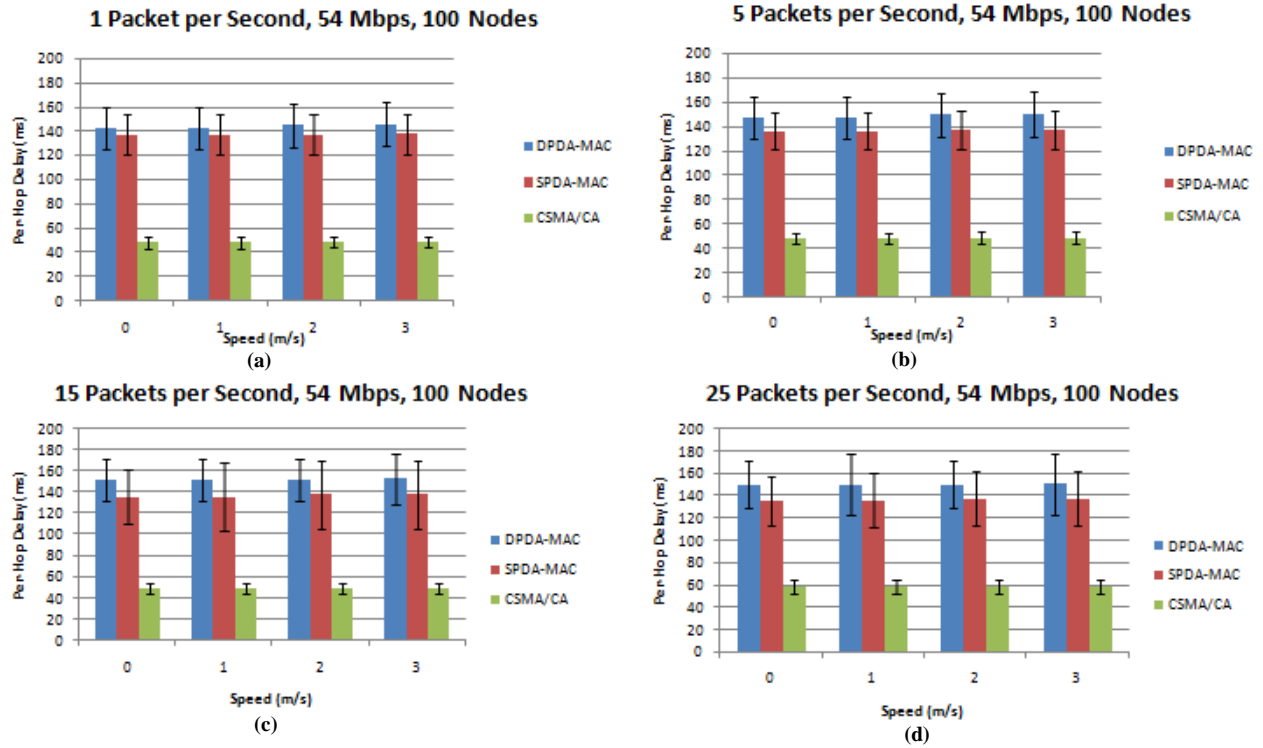 1 Packet per Second, 54 Mbps, 100 Nodes
200
180
160
140
120
100
80
60
40
20
0
Per-Hop Delay (ms)
0 1 2 3
Speed (m/s)
DPDA-MAC
SPDA-MAC
CSMA/CA
(a)
5 Packets per Second, 54 Mbps, 100 Nodes
200
180
160
140
120
100
80
60
40
20
0
Per-Hop Delay (ms)
0 1 2 3
Speed (m/s)
DPDA-MAC
SPDA-MAC
CSMA/CA
(b)
15 Packets per Second, 54 Mbps, 100 Nodes
200
180
160
140
120
100
80
60
40
20
0
Per-Hop Delay (ms)
0 1 2 3
Speed (m/s)
DPDA-MAC
SPDA-MAC
CSMA/CA
(c)
25 Packets per Second, 54 Mbps, 100 Nodes
200
180
160
140
120
100
80
60
40
20
0
Per-Hop Delay (ms)
0 1 2 3
Speed (m/s)
DPDA-MAC
SPDA-MAC
CSMA/CA
(d)